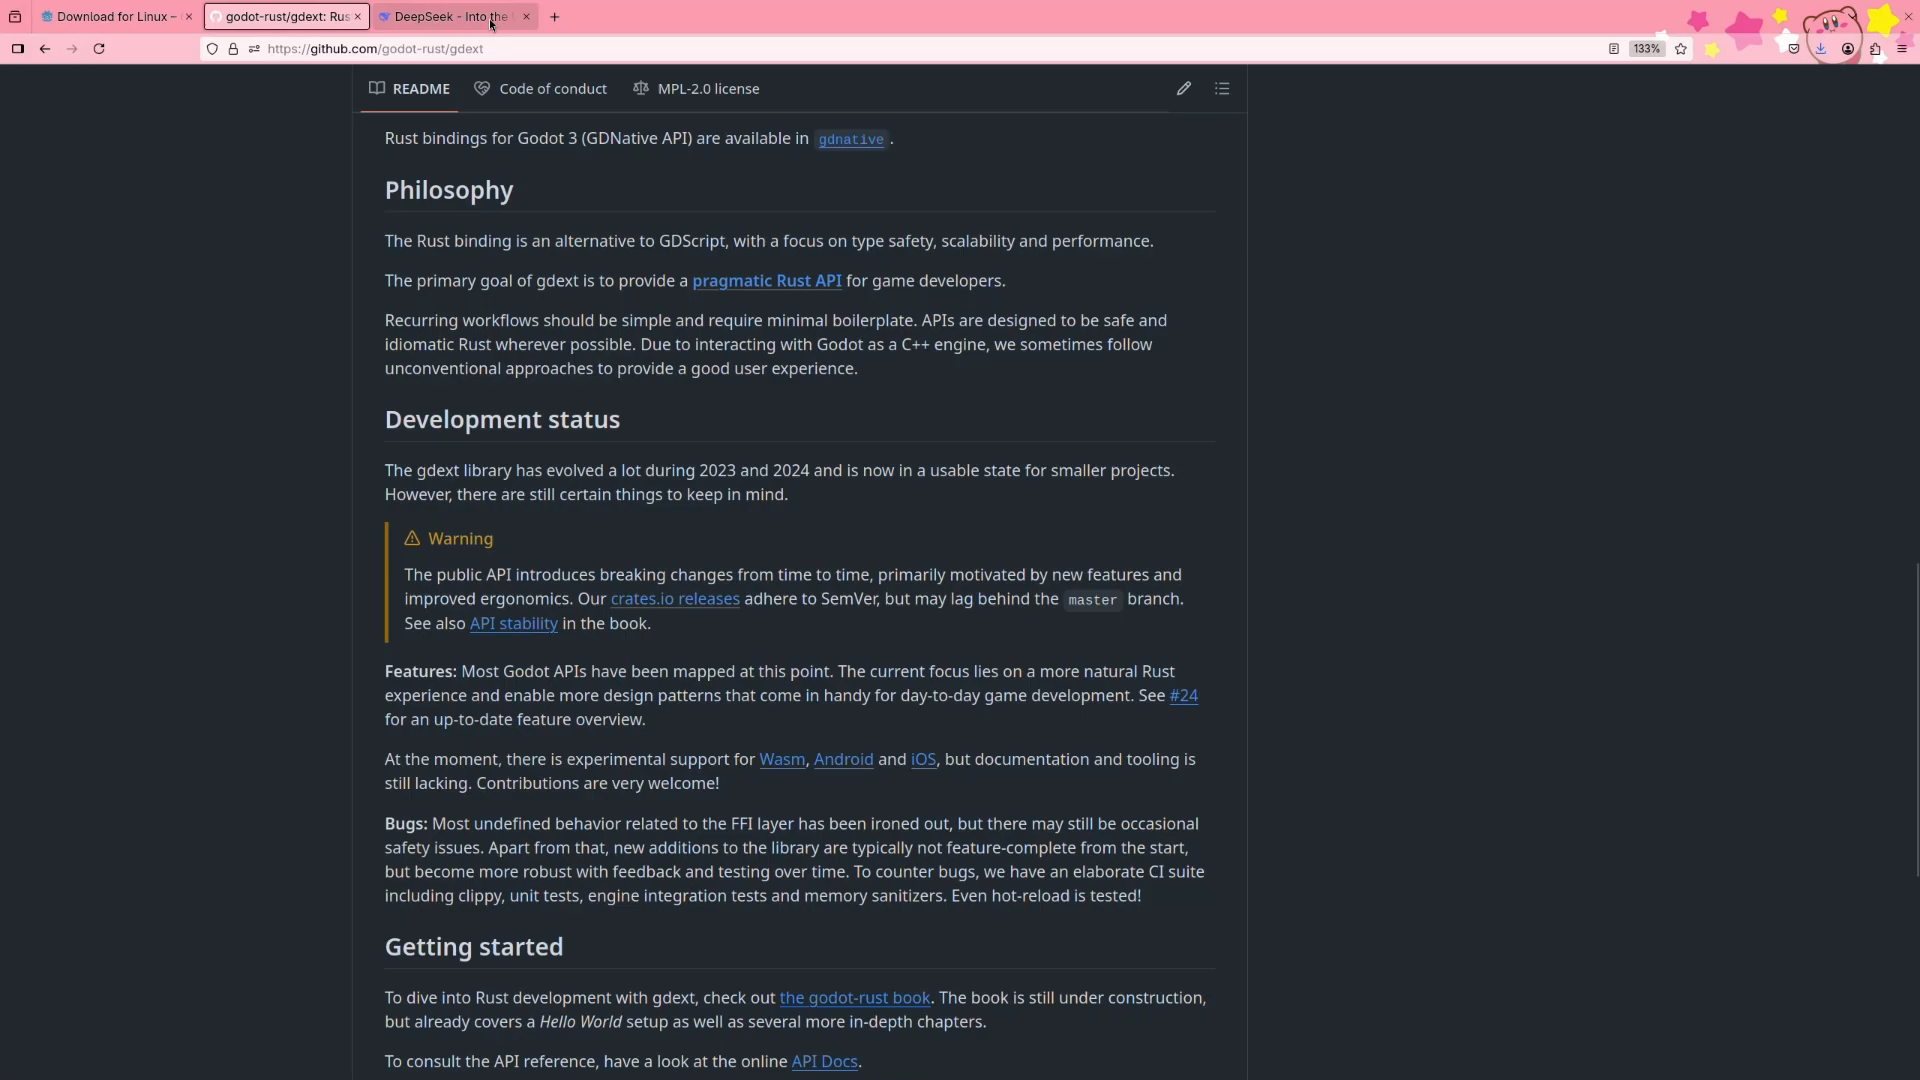 Download for Linux –
godot-rust/gdext: Rus
DeepSeek - Into the
https://github.com/godot-rust/gdext
133%
README
Code of conduct
MPL-2.0 license
Rust bindings for Godot 3 (GDNative API) are available in gdnative .
Philosophy
The Rust binding is an alternative to GDScript, with a focus on type safety, scalability and performance.
The primary goal of gdext is to provide a pragmatic Rust API for game developers.
Recurring workflows should be simple and require minimal boilerplate. APIs are designed to be safe and
idiomatic Rust wherever possible. Due to interacting with Godot as a C++ engine, we sometimes follow
unconventional approaches to provide a good user experience.
Development status
The gdext library has evolved a lot during 2023 and 2024 and is now in a usable state for smaller projects.
However, there are still certain things to keep in mind.
Warning
The public API introduces breaking changes from time to time, primarily motivated by new features and
improved ergonomics. Our crates.io releases adhere to SemVer, but may lag behind the master branch.
See also API stability in the book.
Features: Most Godot APIs have been mapped at this point. The current focus lies on a more natural Rust
experience and enable more design patterns that come in handy for day-to-day game development. See #24
for an up-to-date feature overview.
At the moment, there is experimental support for Wasm, Android and iOS, but documentation and tooling is
still lacking. Contributions are very welcome!
Bugs: Most undefined behavior related to the FFI layer has been ironed out, but there may still be occasional
safety issues. Apart from that, new additions to the library are typically not feature-complete from the start,
but become more robust with feedback and testing over time. To counter bugs, we have an elaborate CI suite
including clippy, unit tests, engine integration tests and memory sanitizers. Even hot-reload is tested!
Getting started
To dive into Rust development with gdext, check out the godot-rust book. The book is still under construction,
but already covers a Hello World setup as well as several more in-depth chapters.
To consult the API reference, have a look at the online API Docs.